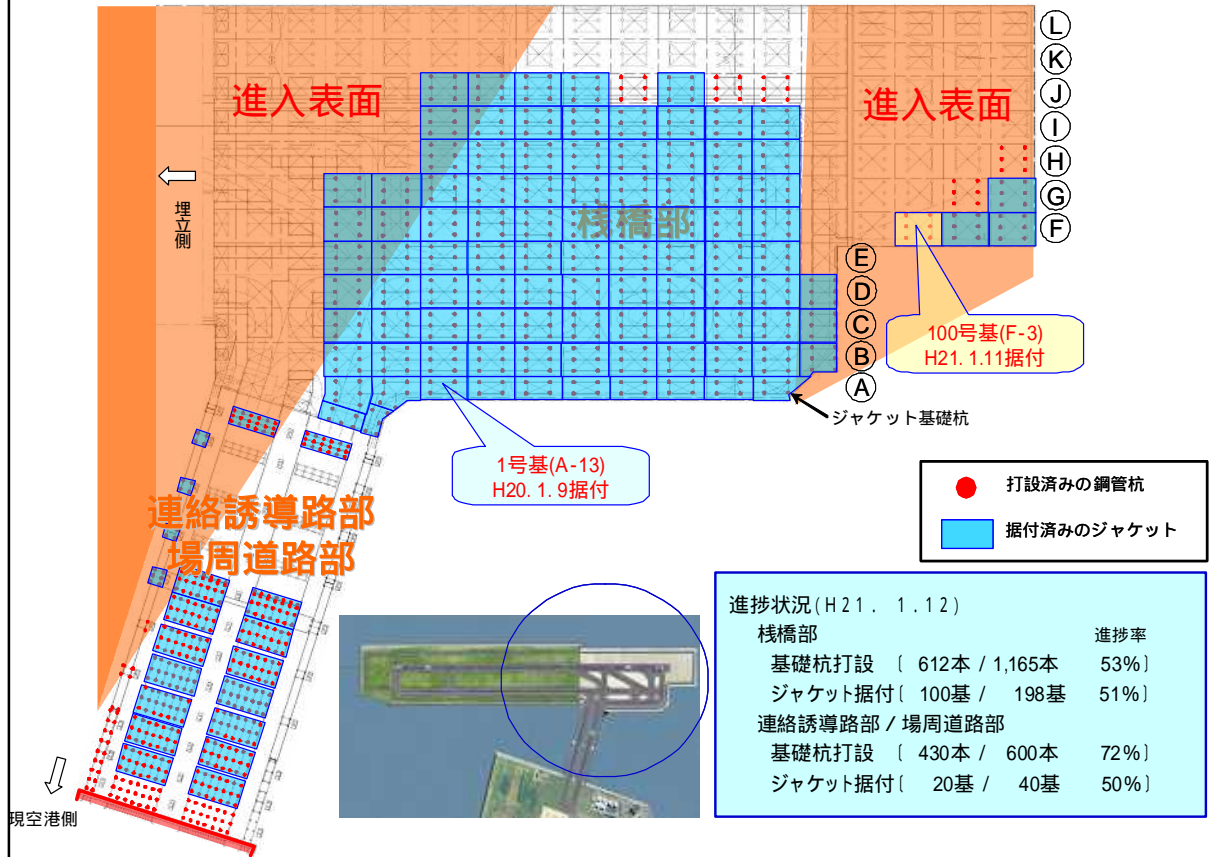 進入表面
進入表面
Ⓛ
Ⓚ
Ⓙ
Ⓘ
Ⓗ
Ⓖ
Ⓕ
Ⓔ
Ⓓ
Ⓒ
Ⓑ
Ⓐ
埋立側
桟橋部
100号基(F-3)
H21. 1.11据付
ジャケット基礎杭
1号基(A-13)
H20. 1. 9据付
連絡誘導路部
場周道路部
現空港側
打設済みの鋼管杭
据付済みのジャケット
進捗状況(H21. 1.12)
桟橋部 進捗率
基礎杭打設 〔 612本 / 1,165本 53%〕
ジャケット据付〔 100基 / 198基 51%〕
連絡誘導路部 / 場周道路部
基礎杭打設 〔 430本 / 600本 72%〕
ジャケット据付〔 20基 / 40基 50%〕